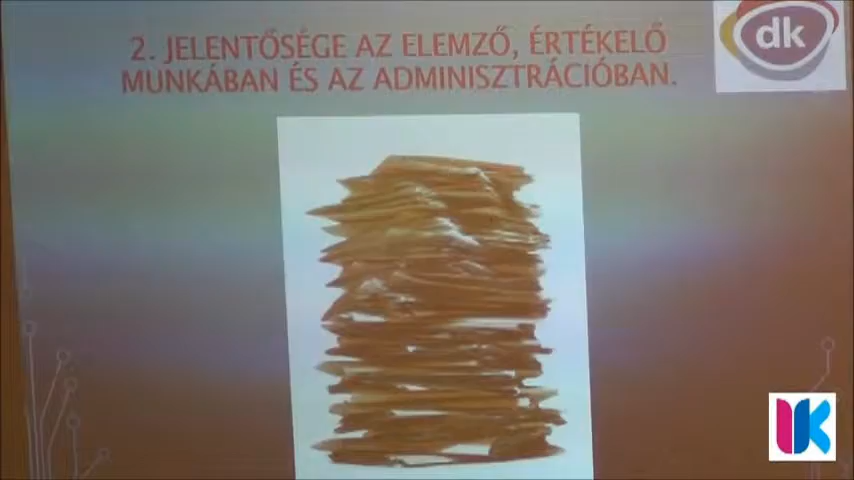 2. JELENTŐSÉGE AZ ELEMZŐ, ÉRTÉKELŐ
MUNKÁBAN ÉS AZ ADMINISZTRÁCIÓBAN.
dk